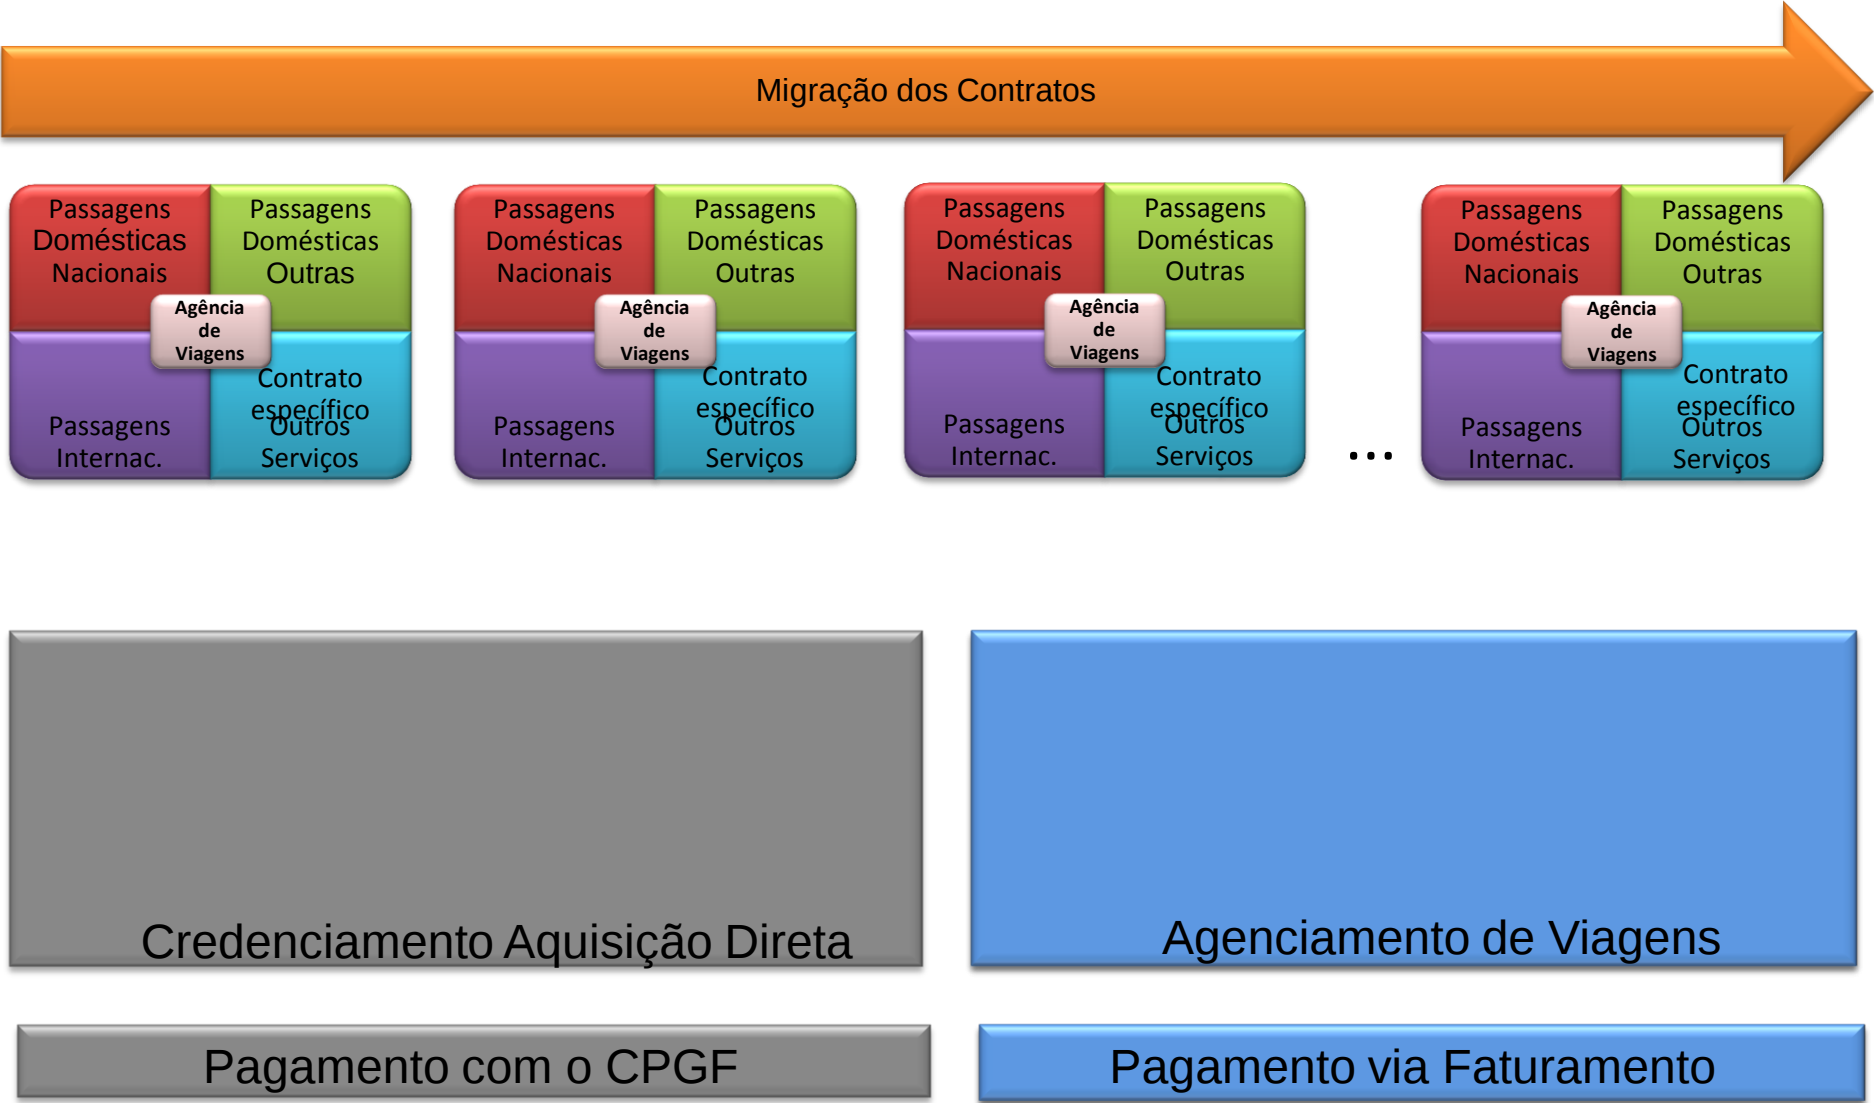 Migração dos Contratos
Passagens
Domésticas
Nacionais
Passagens
Domésticas
Outras
Agência
de
Viagens
Passagens
Internac.
Contrato
específico
Outros
Serviços
Passagens
Domésticas
Nacionais
Passagens
Domésticas
Outras
Agência
de
Viagens
Passagens
Internac.
Contrato
específico
Outros
Serviços
Passagens
Domésticas
Nacionais
Passagens
Domésticas
Outras
Agência
de
Viagens
Passagens
Internac.
Contrato
específico
Outros
Serviços
...
Passagens
Domésticas
Nacionais
Passagens
Domésticas
Outras
Agência
de
Viagens
Passagens
Internac.
Contrato
específico
Outros
Serviços
Credenciamento Aquisição Direta
Agenciamento de Viagens
Pagamento com o CPGF
Pagamento via Faturamento